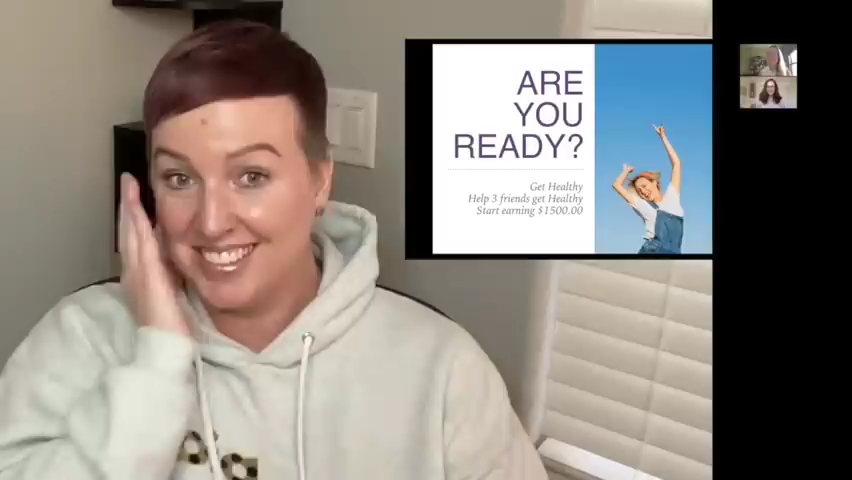 ARE
YOU
READY?
Get Healthy
Help 3 friends get Healthy
Start earning $1500.00